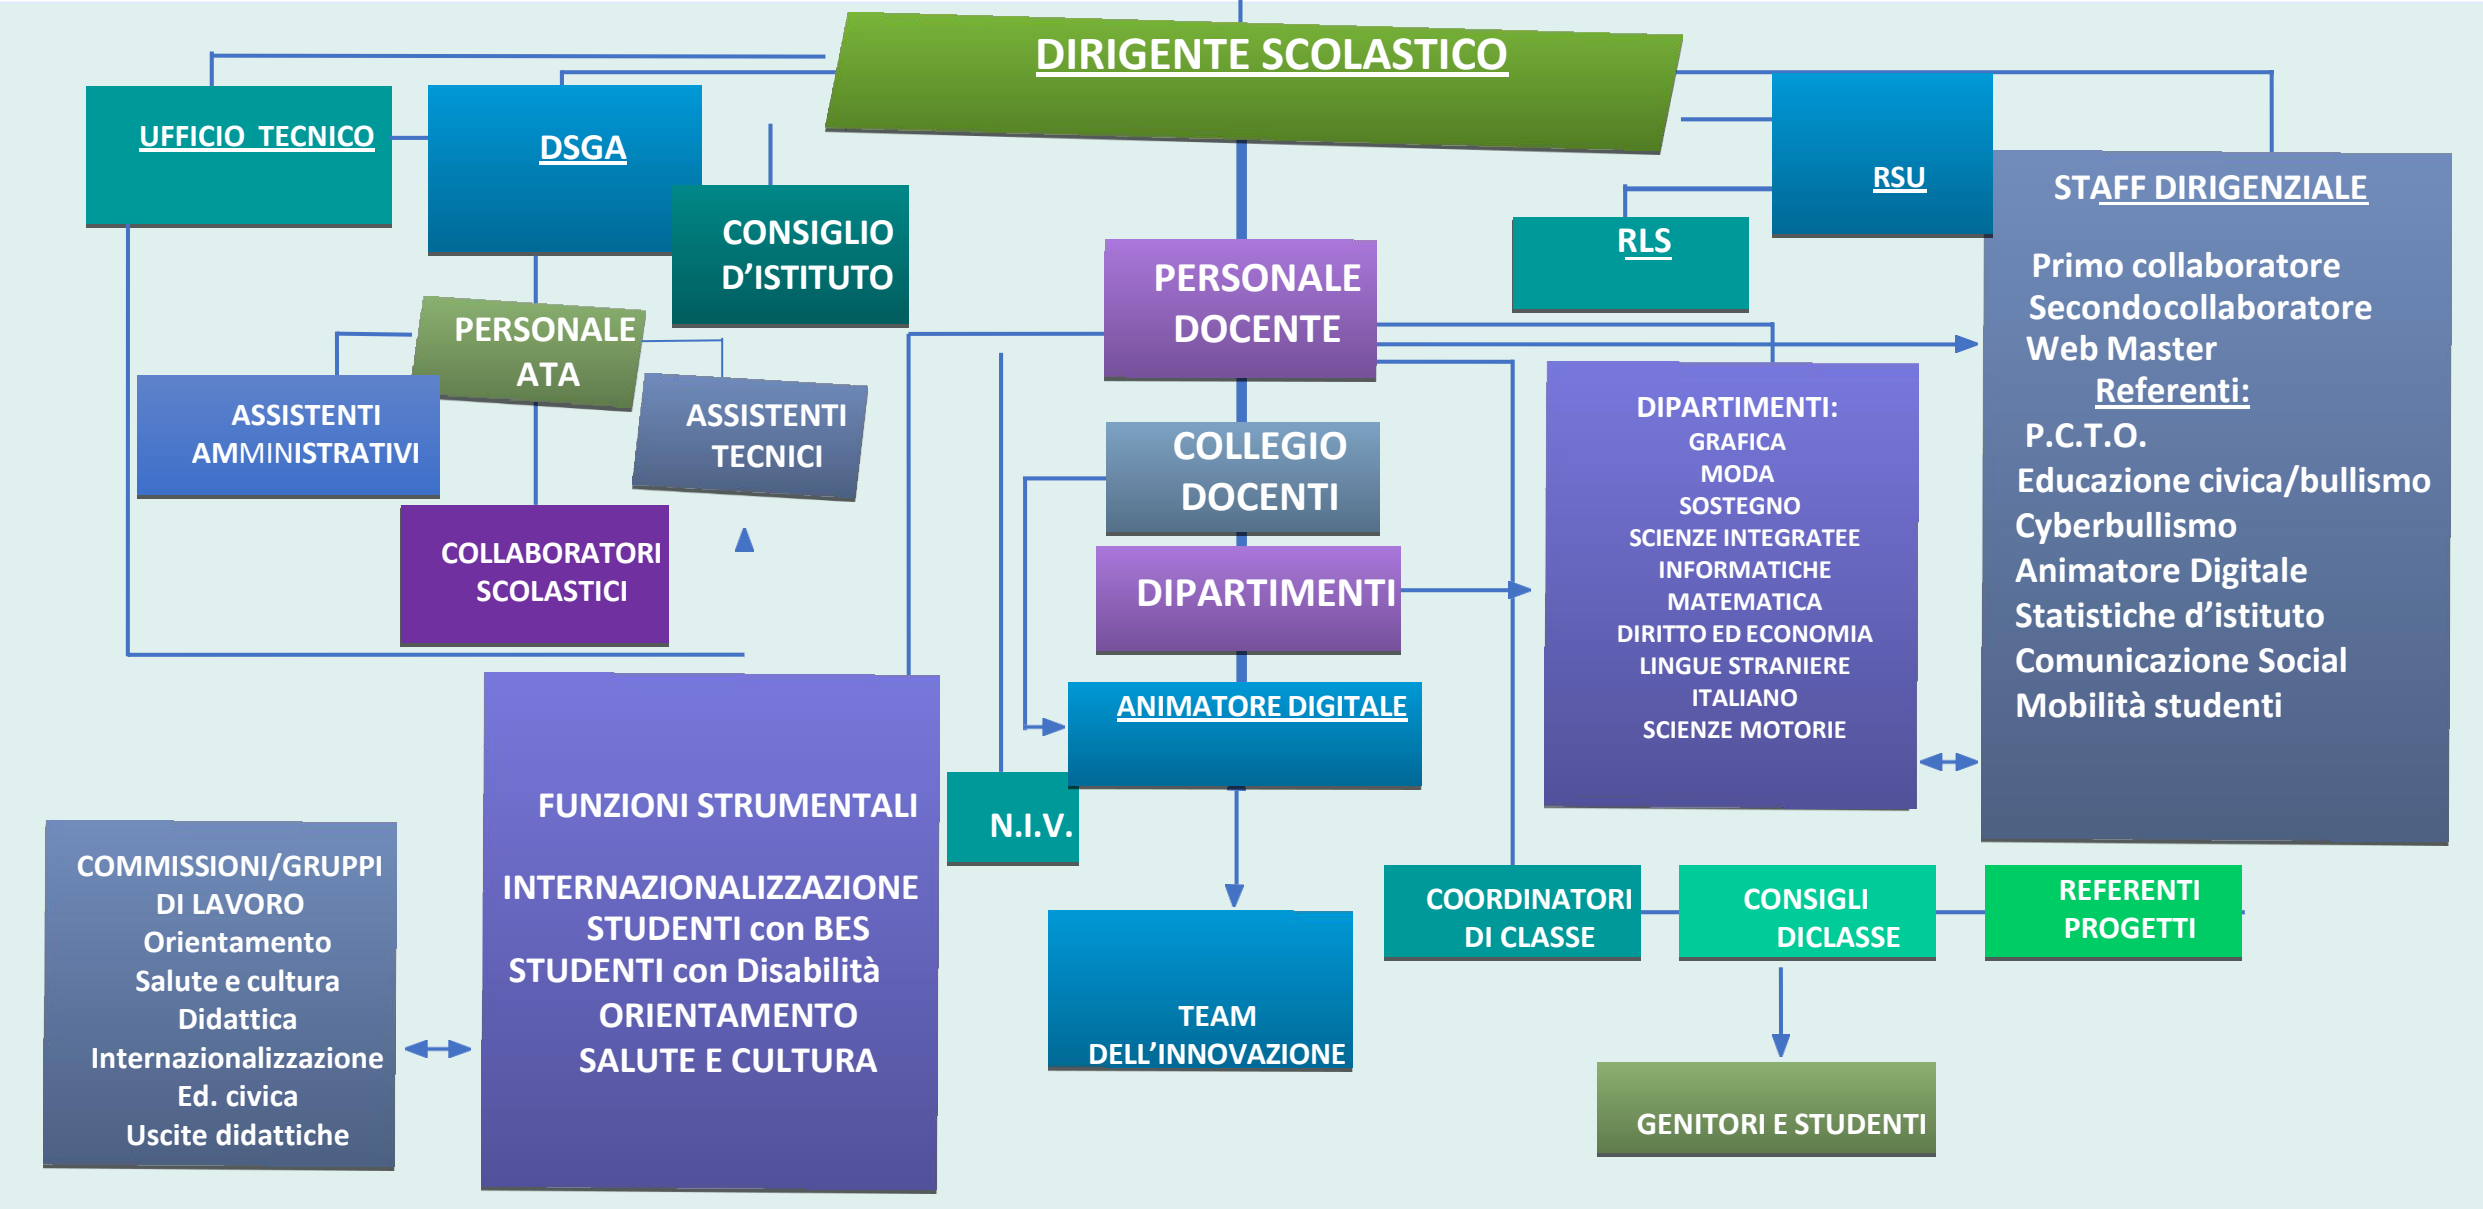 DIRIGENTE SCOLASTICO
UFFICIO TECNICO
DSGA
CONSIGLIO
D’ISTITUTO
RSU
RLS
STAFF DIRIGENZIALE
Primo collaboratore
Secondocollaboratore
Web Master
Referenti:
P.C.T.O.
Educazione civica/bullismo
Cyberbullismo
Animatore Digitale
Statistiche d’istituto
Comunicazione Social
Mobilità studenti
PERSONALE
DOCENTE
PERSONALE
ATA
ASSISTENTI
AMMINISTRATIVI
ASSISTENTI
TECNICI
COLLABORATORI
SCOLASTICI
COLLEGIO
DOCENTI
DIPARTIMENTI
DIPARTIMENTI:
GRAFICA
MODA
SOSTEGNO
SCIENZE INTEGRATEE
INFORMATICHE
MATEMATICA
DIRITTO ED ECONOMIA
LINGUE STRANIERE
ITALIANO
SCIENZE MOTORIE
ANIMATORE DIGITALE
N.I.V.
FUNZIONI STRUMENTALI
INTERNAZIONALIZZAZIONE
STUDENTI con BES
STUDENTI con Disabilità
ORIENTAMENTO
SALUTE E CULTURA
COMMISSIONI/GRUPPI
DI LAVORO
Orientamento
Salute e cultura
Didattica
Internazionalizzazione
Ed. civica
Uscite didattiche
TEAM
DELL’INNOVAZIONE
COORDINATORI
DI CLASSE
CONSIGLI
DICLASSE
REFERENTI
PROGETTI
GENITORI E STUDENTI